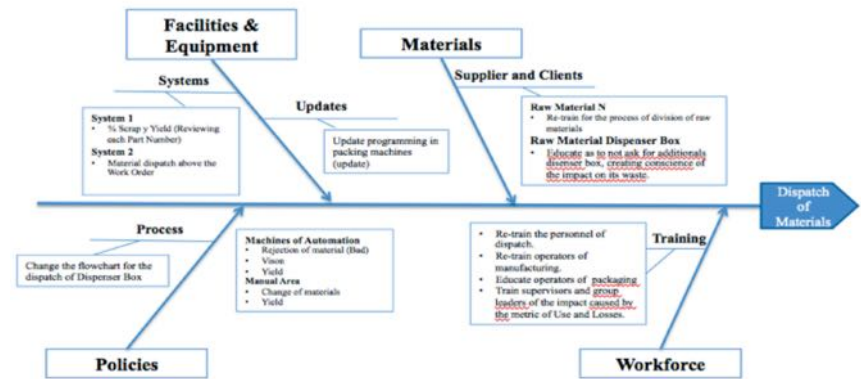 Facilities &
Equipment
Materials
Systems
Supplier and Clients
System 1
• % Scrap y Yield (Reviewing
each Part Number)
System 2
• Material dispatch above the
Work Order
Updates
Update programming in
packing machines
(update)
Raw Material N
• Re-train for the process of division of raw
materials
Raw Material Dispenser Box
• Educate as to not ask for additionals
disenser box, creating conscience of
the impact on its waste.
Dispatch
of
Materials
Process
Change the flowchart for the
dispatch of Dispenser Box
Machines of Automation
• Rejection of material (Bad)
• Vison
• Yield
Manual Area
• Change of materials
• Yield
• Re-train the personnel of
dispatch.
• Re-train operators of
manufacturing.
• Educate operators of packaging
• Train supervisors and group
leaders of the impact caused by
the metric of Use and Losses.
Training
Policies
Workforce